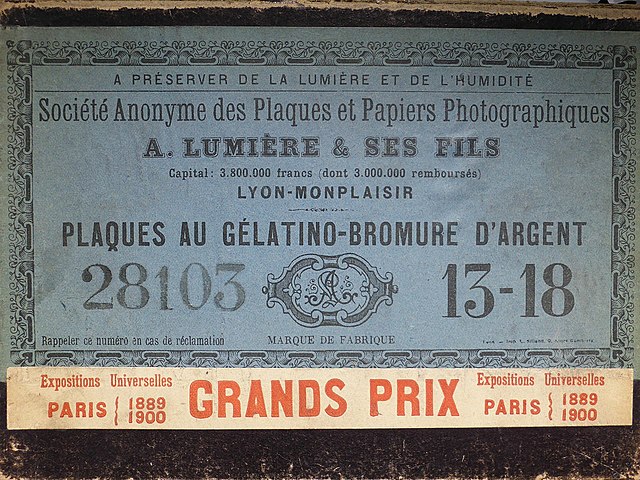 A PRÉSERVER DE LA LUMIÈRE ET DE L'HUMIDITÉ
Société Anonyme des Plaques et Papiers Photographiques
A. LUMIÈRE & SES FILS
Capital: 3.800.000 francs (dont 3.000.000 remboursés)
LYON-MONPLAISIR
PLAQUES AU GÉLATINO-BROMURE D'ARGENT
28103 13-18
Rappeler ce numéro en cas de réclamation MARQUE DE FABRIQUE
Expositions Universelles PARIS { 1889 1900
GRANDS PRIX
Expositions Universelles PARIS { 1889 1900